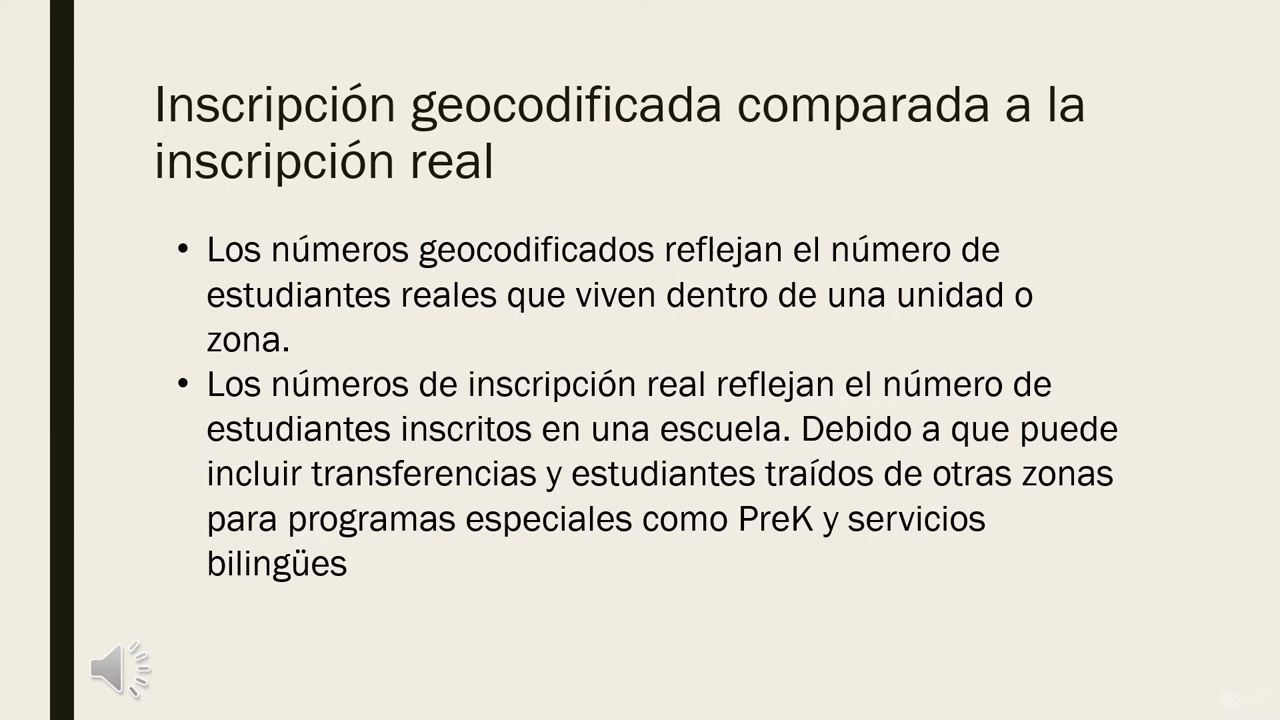 Inscripción geocodificada comparada a la
inscripción real
• Los números geocodificados reflejan el número de
estudiantes reales que viven dentro de una unidad o
zona.
• Los números de inscripción real reflejan el número de
estudiantes inscritos en una escuela. Debido a que puede
incluir transferencias y estudiantes traídos de otras zonas
para programas especiales como PreK y servicios
bilingües